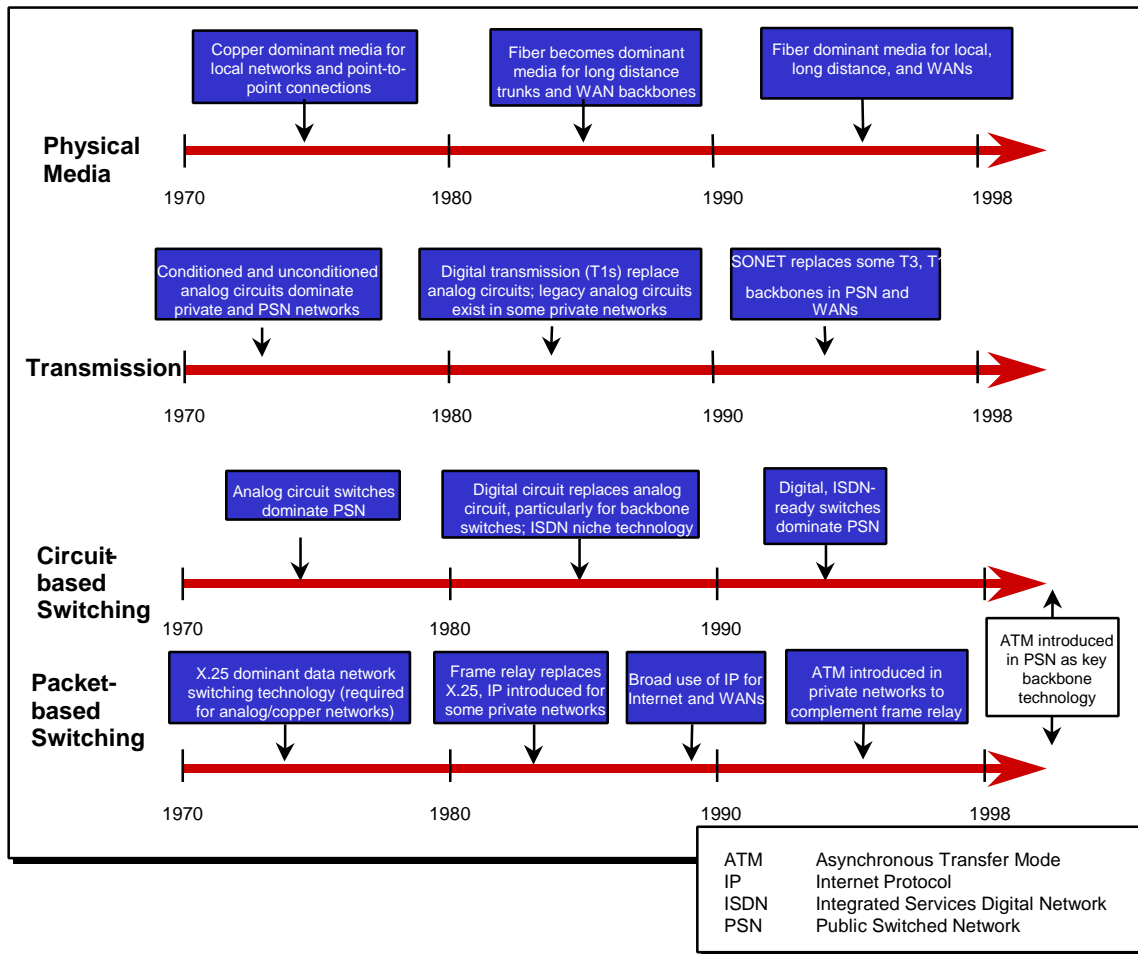 Copper dominant media for
local networks and point-to-
point connections
Fiber becomes dominant
media for long distance
trunks and WAN backbones
Fiber dominant media for local,
long distance, and WANs
Physical
Media
1970
1980
1990
1998
Conditioned and unconditioned
analog circuits dominate
private and PSN networks
Digital transmission (T1s) replace
analog circuits; legacy analog circuits
exist in some private networks
SONET replaces some T3,
backbones in PSN and
WANs
Transmission
1970
1980
1990
1998
Analog circuit switches
dominate PSN
Digital circuit replaces analog
circuit, particularly for backbone
switches; ISDN niche technology
Digital, ISDN-
ready switches
dominate PSN
Circuit-
based
Switching
1970
1980
1990
ATM introduced
in PSN as key
backbone
technology
X.25 dominant data network
switching technology (required
for analog/copper networks)
Frame relay replaces
X.25, IP introduced for
some private networks
Broad use of IP for
Internet and WANs
ATM introduced in
private networks to
complement frame relay
Packet-
based
Switching
1970
1980
1990
1998
ATM Asynchronous Transfer Mode
IP Internet Protocol
ISDN Integrated Services Digital Network
PSN Public Switched Network